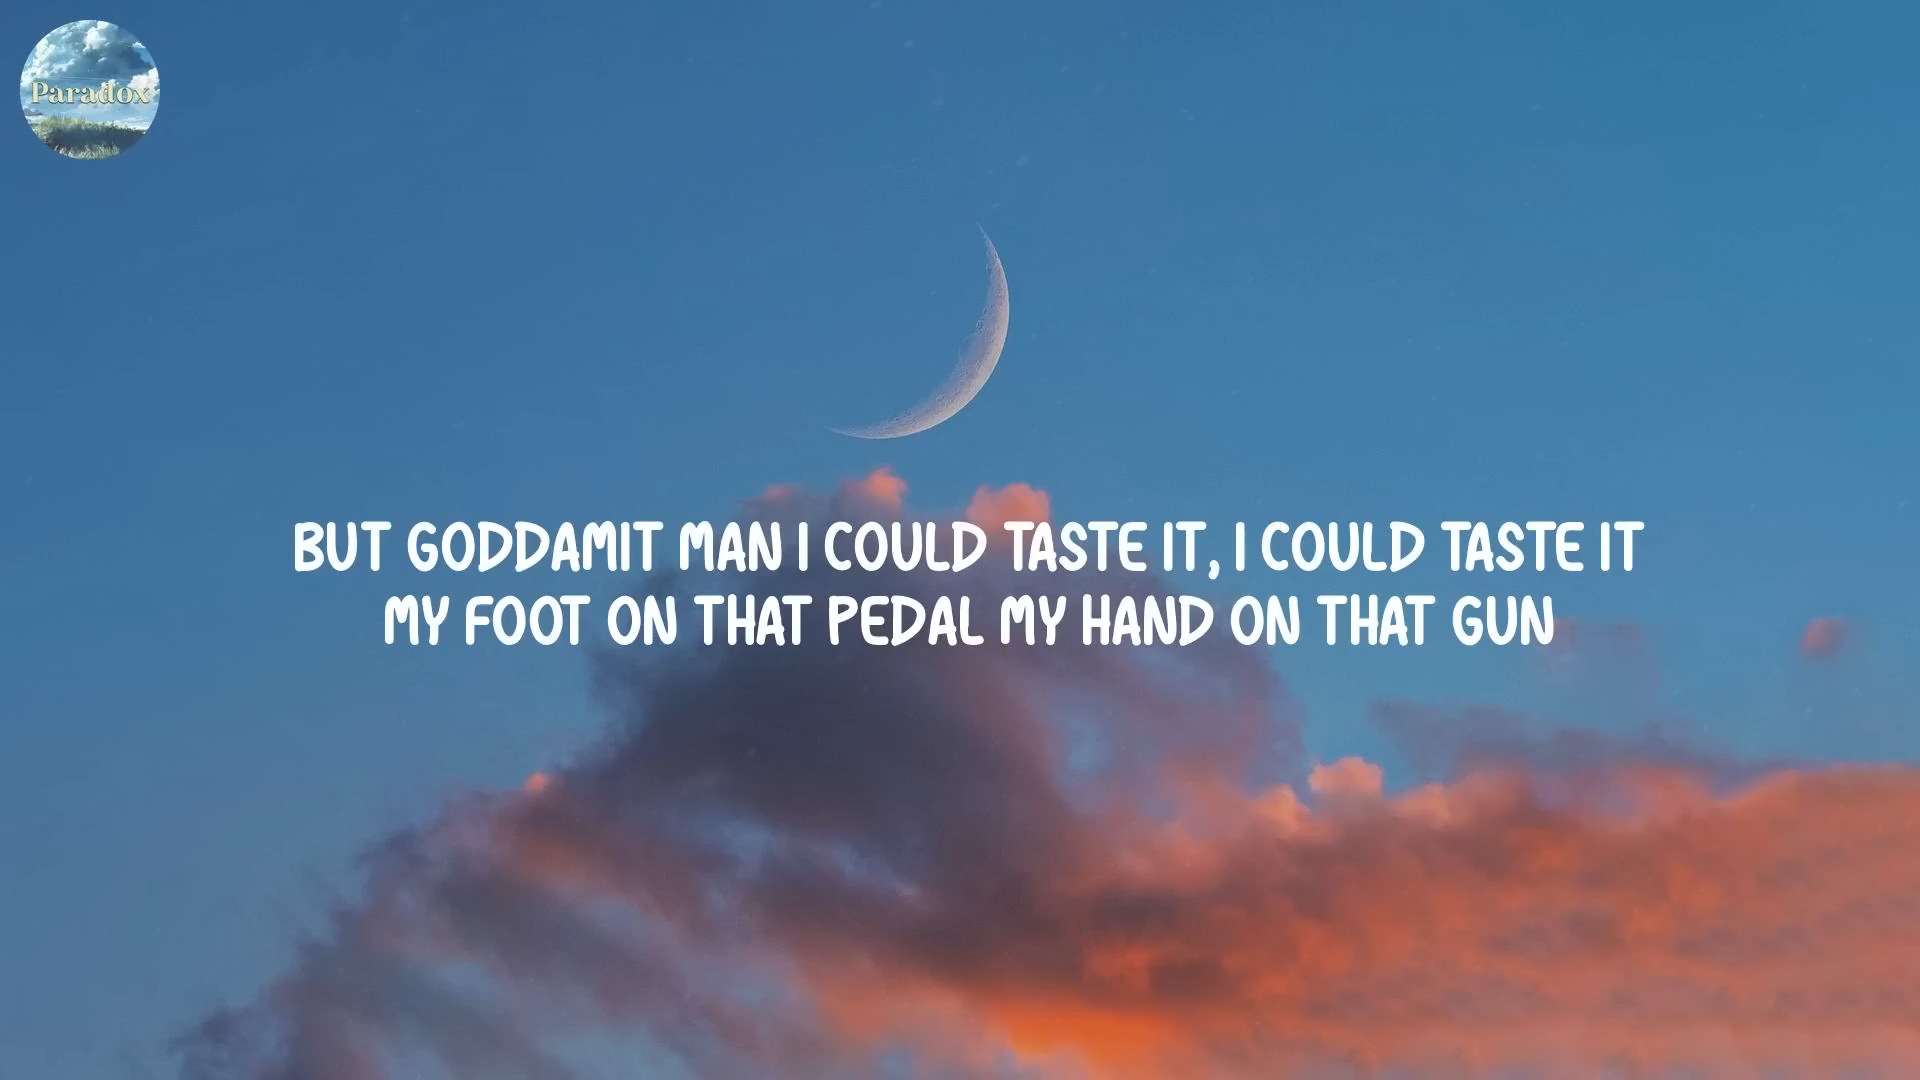 Paradox
BUT GODDAMIT MAN I COULD TASTE IT, I COULD TASTE IT
MY FOOT ON THAT PEDAL MY HAND ON THAT GUN